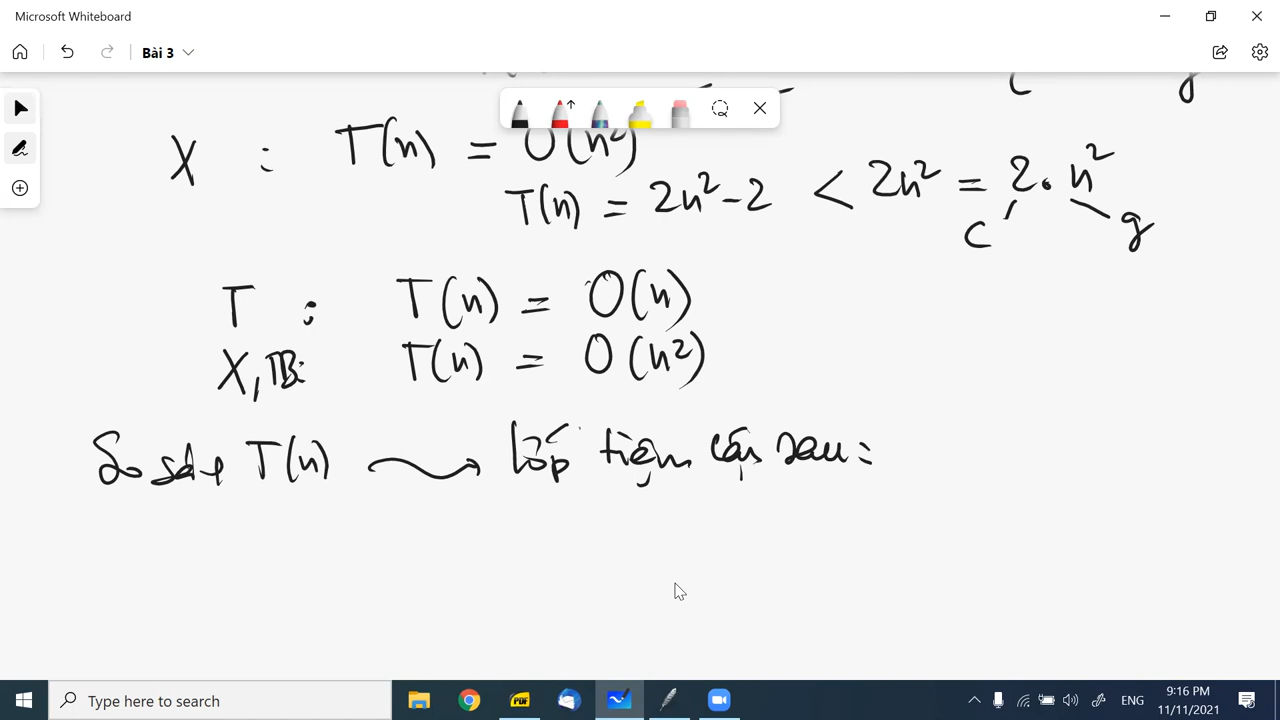 Microsoft Whiteboard
Bài 3
c g
X : T(n) = O(n²)
T(n) = 2n² - 2 < 2n² = 2 . n²
c g
T : T(n) = O(n)
X, TB: T(n) = O(n²)
So sánh T(n) → lớp tiệm cận sau:
Type here to search
ENG
9:16 PM
11/11/2021